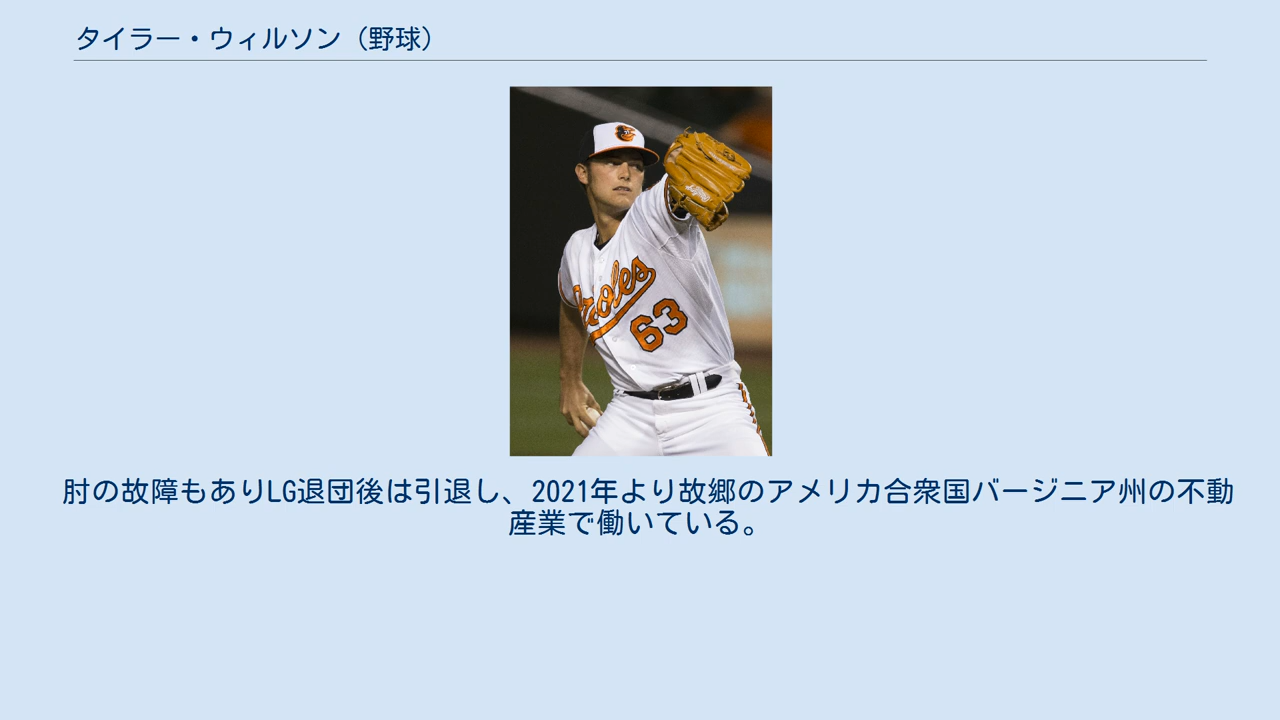 タイラー・ウィルソン（野球）
Orioles
63
肘の故障もありLG退団後は引退し、2021年より故郷のアメリカ合衆国バージニア州の不動
産業で働いている。